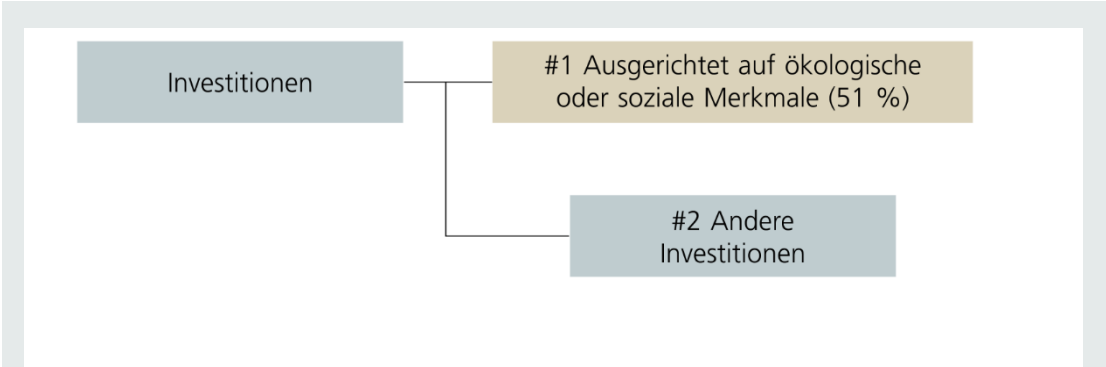 Investitionen
#1 Ausgerichtet auf ökologische
oder soziale Merkmale (51 %)
#2 Andere
Investitionen